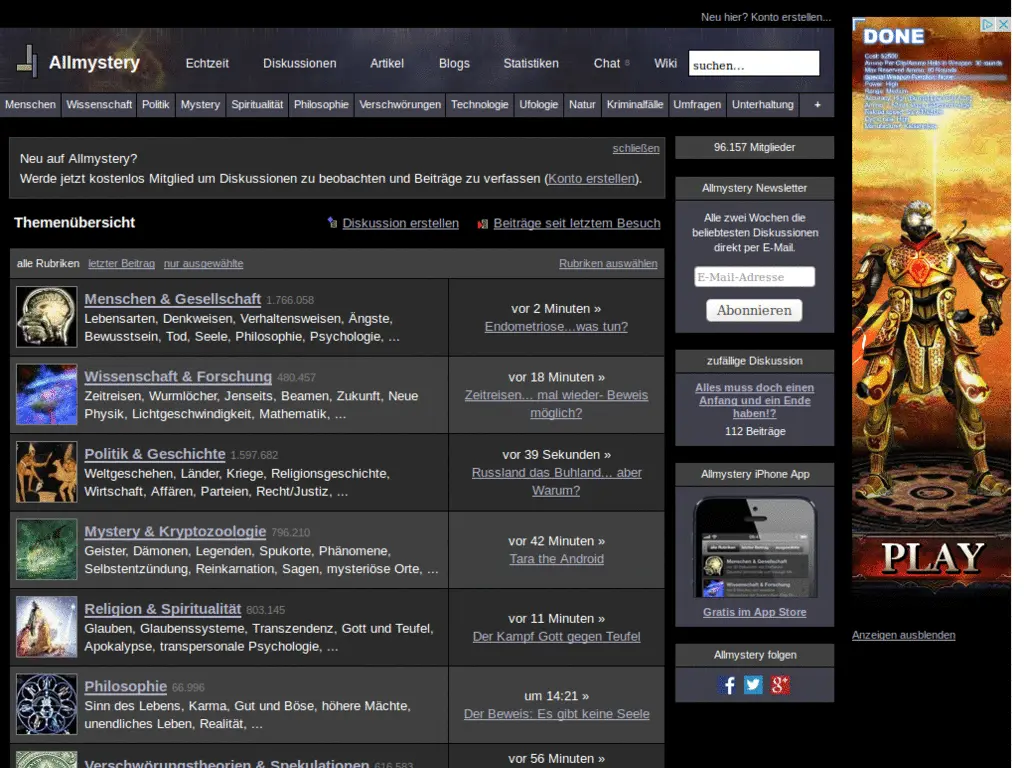 Neu hier? Konto erstellen...
Allmystery
Echtzeit
Diskussionen
Artikel
Blogs
Statistiken
Chat
Wiki
suchen...
Menschen
Wissenschaft
Politik
Mystery
Spiritualität
Philosophie
Verschwörungen
Technologie
Ufologie
Natur
Kriminalfälle
Umfragen
Unterhaltung
+
schließen
Neu auf Allmystery?
Werde jetzt kostenlos Mitglied um Diskussionen zu beobachten und Beiträge zu verfassen (Konto erstellen).
Themenübersicht
Diskussion erstellen
Beiträge seit letztem Besuch
alle Rubriken letzter Beitrag nur ausgewählte
Rubriken auswählen
Menschen & Gesellschaft 1.766.058
Lebensarten, Denkweisen, Verhaltensweisen, Ängste,
Bewusstsein, Tod, Seele, Philosophie, Psychologie, …
vor 2 Minuten »
Endometriose...was tun?
Wissenschaft & Forschung 480.457
Zeitreisen, Wurmlöcher, Jenseits, Beamen, Zukunft, Neue
Physik, Lichtgeschwindigkeit, Mathematik, …
vor 18 Minuten »
Zeitreisen... mal wieder- Beweis
möglich?
Politik & Geschichte 1.597.682
Weltgeschehen, Länder, Kriege, Religionsgeschichte,
Wirtschaft, Affären, Parteien, Recht/Justiz, …
vor 39 Sekunden »
Russland das Buhland... aber
Warum?
Mystery & Kryptozoologie 796.210
Geister, Dämonen, Legenden, Spukorte, Phänomene,
Selbstentzündung, Reinkarnation, Sagen, mysteriöse Orte, …
vor 42 Minuten »
Tara the Android
Religion & Spiritualität 803.145
Glauben, Glaubenssysteme, Transzendenz, Gott und Teufel,
Apokalypse, transpersonale Psychologie, …
vor 11 Minuten »
Der Kampf Gott gegen Teufel
Philosophie 66.996
Sinn des Lebens, Karma, Gut und Böse, höhere Mächte,
unendliches Leben, Realität, …
um 14:21 »
Der Beweis: Es gibt keine Seele
Verschwörungstheorien & Spekulationen 616.583
vor 56 Minuten »
96.157 Mitglieder
Allmystery Newsletter
Alle zwei Wochen die
beliebtesten Diskussionen
direkt per E-Mail.
E-Mail-Adresse
Abonnieren
zufällige Diskussion
Alles muss doch einen
Anfang und ein Ende
haben!?
112 Beiträge
Allmystery iPhone App
Menschen & Gesellschaft
Wissenschaft & Forschung
Gratis im App Store
Allmystery folgen
DONE
Power: High
Range: Medium
PLAY
Anzeigen ausblenden